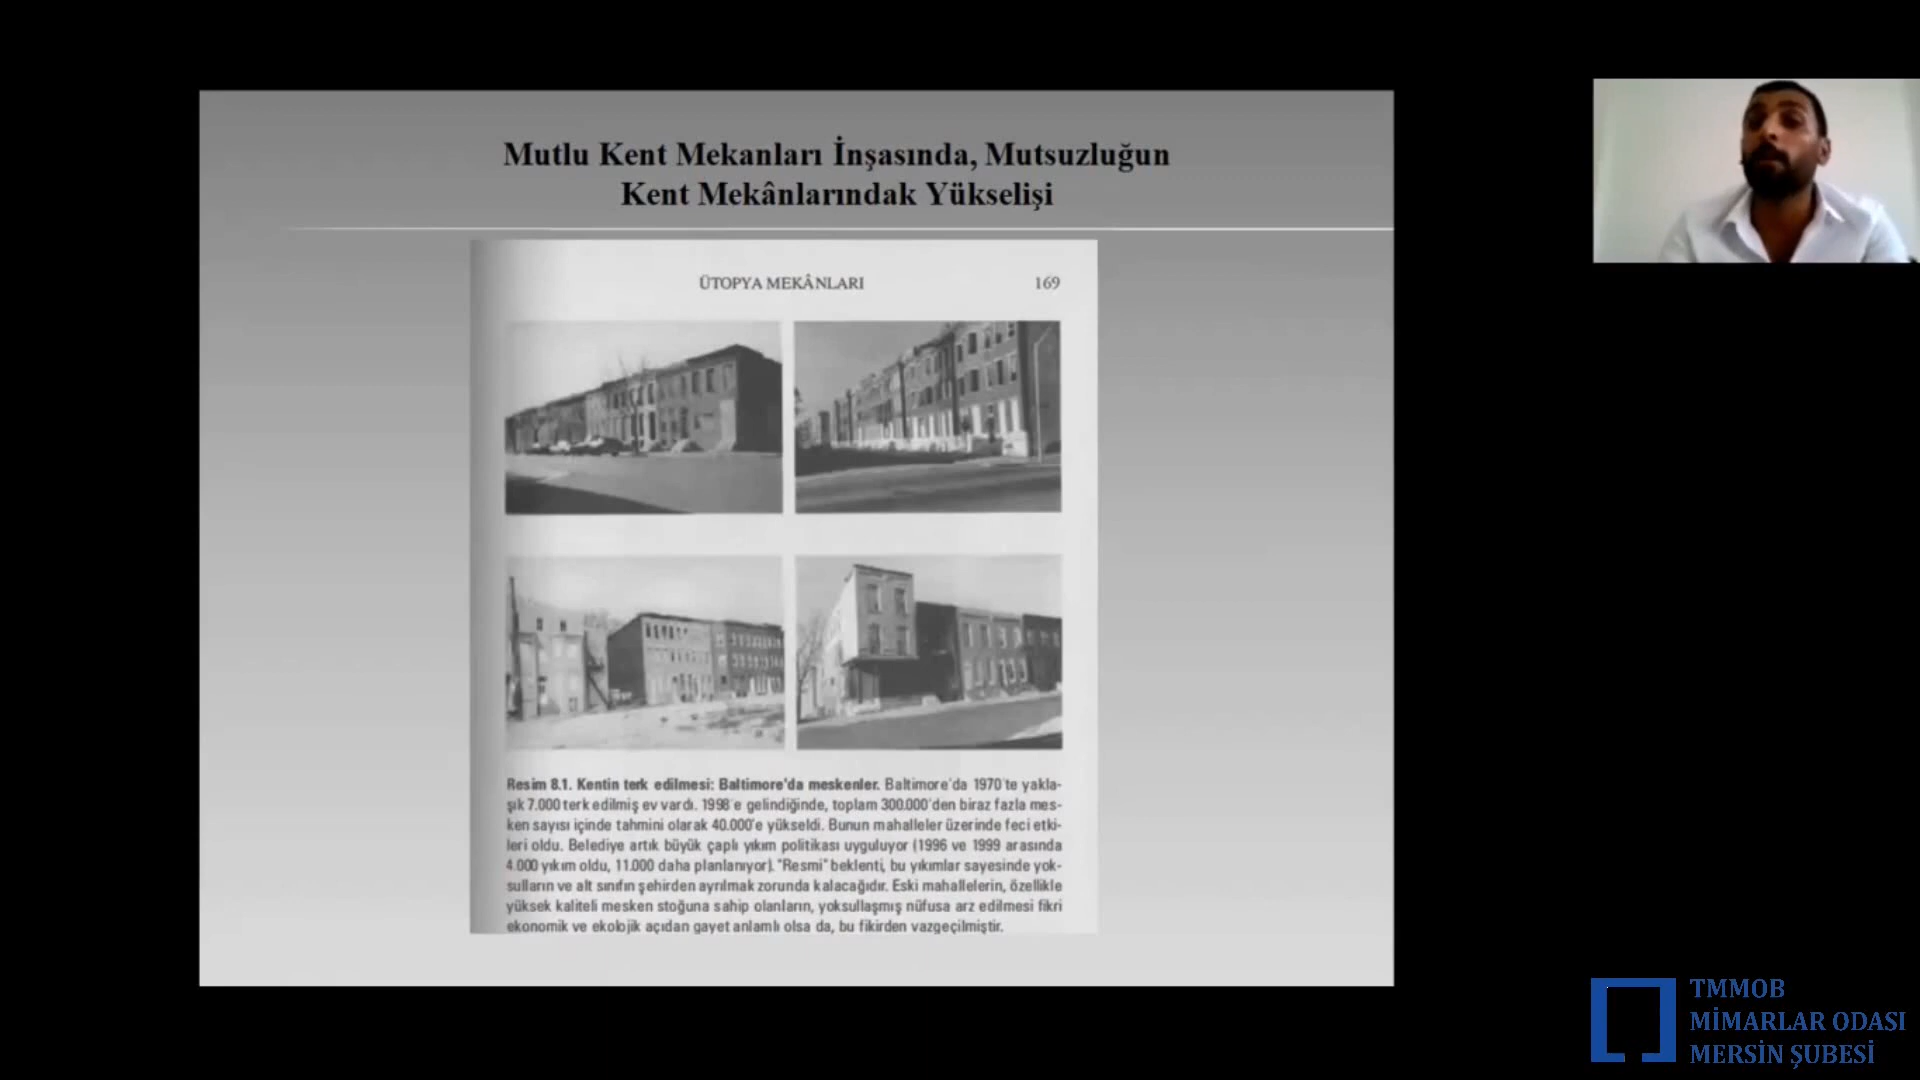 Mutlu Kent Mekanları İnşasında, Mutsuzluğun
Kent Mekânlarındak Yükselişi
ÜTOPYA MEKÂNLARI 169
Resim 8.1. Kentin terk edilmesi: Baltimore'da meskenler. Baltimore'da 1970'te yakla-
şık 7.000 terk edilmiş ev vardı. 1998'e gelindiğinde, toplam 300.000'den biraz fazla mes-
ken sayısı içinde tahmini olarak 40.000'e yükseldi. Bunun mahalleler üzerinde feci etki-
leri oldu. Belediye artık büyük çaplı yıkım politikası uyguluyor (1996 ve 1999 arasında
4.000 yıkım oldu, 11.000 daha planlanıyor). "Resmi" beklenti, bu yıkımlar sayesinde yok-
sulların ve alt sınıfın şehirden ayrılmak zorunda kalacağıdır. Eski mahallelerin, özellikle
yüksek kaliteli mesken stoğuna sahip olanların, yoksullaşmış nüfusa arz edilmesi fikri
ekonomik ve ekolojik açıdan gayet anlamlı olsa da, bu fikirden vazgeçilmiştir.
TMMOB
MİMARLAR ODASI
MERSİN ŞUBESİ